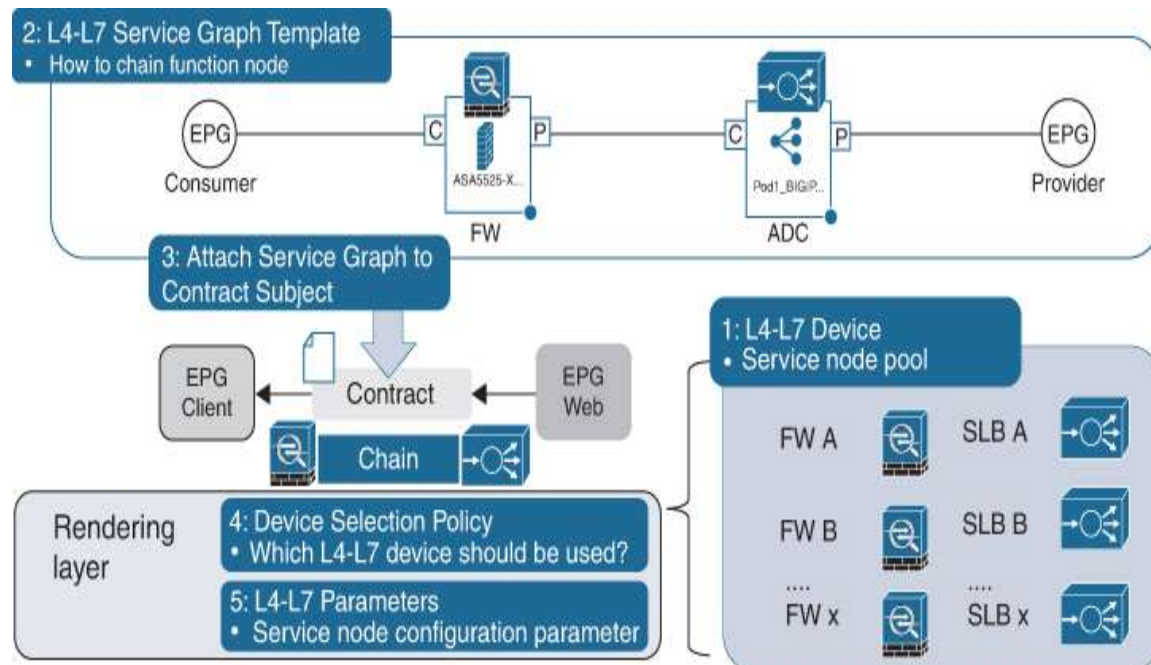 2: L4-L7 Service Graph Template
• How to chain function node
EPG
Consumer
C
P
ASA5525-X...
FW
C
P
Pod1_BIGIP...
ADC
EPG
Provider
3: Attach Service Graph to
Contract Subject
EPG
Client
Contract
EPG
Web
Chain
1: L4-L7 Device
• Service node pool
FW A
SLB A
FW B
SLB B
....
....
FW x
SLB x
Rendering
layer
4: Device Selection Policy
• Which L4-L7 device should be used?
5: L4-L7 Parameters
• Service node configuration parameter